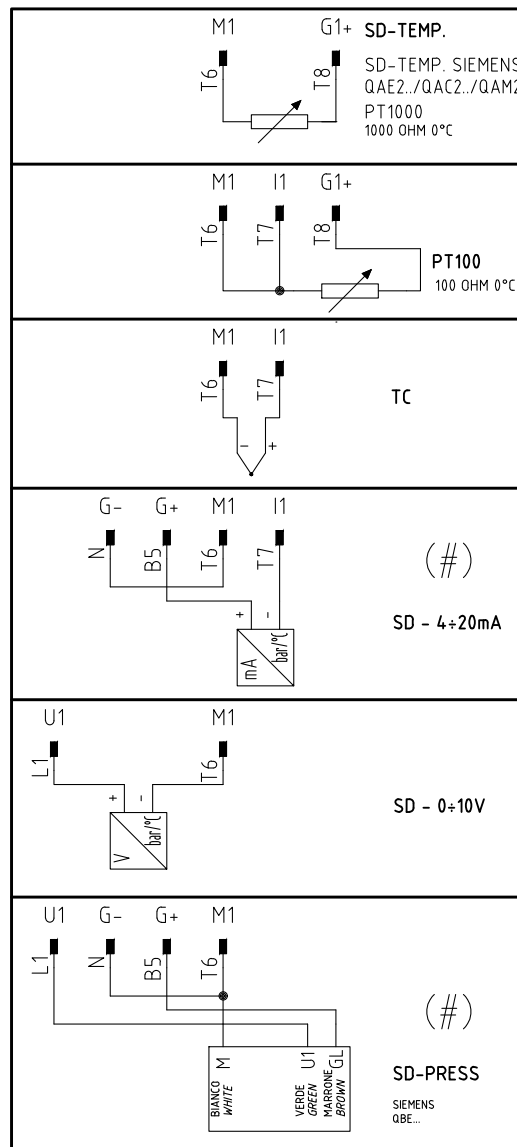 M1 G1+ SD-TEMP.
T6 T8
SD-TEMP. SIEMENS
QAE2../QAC2../QAM2
PT1000
1000 OHM 0°C
M1 I1 G1+
T6 T7 T8
PT100
100 OHM 0°C
M1 I1
T6 T7
TC
- +
G- G+ M1 I1
N B5 T6 T7
(#)
+ -
mA bar/°C
SD - 4÷20mA
U1 M1
L1 T6
+ -
V bar/°C
SD - 0÷10V
U1 G- G+ M1
L1 N B5 T6
(#)
M U1 GL
BIANCO VERDE MARRONE
WHITE GREEN BROWN
SD-PRESS
SIEMENS
QBE...